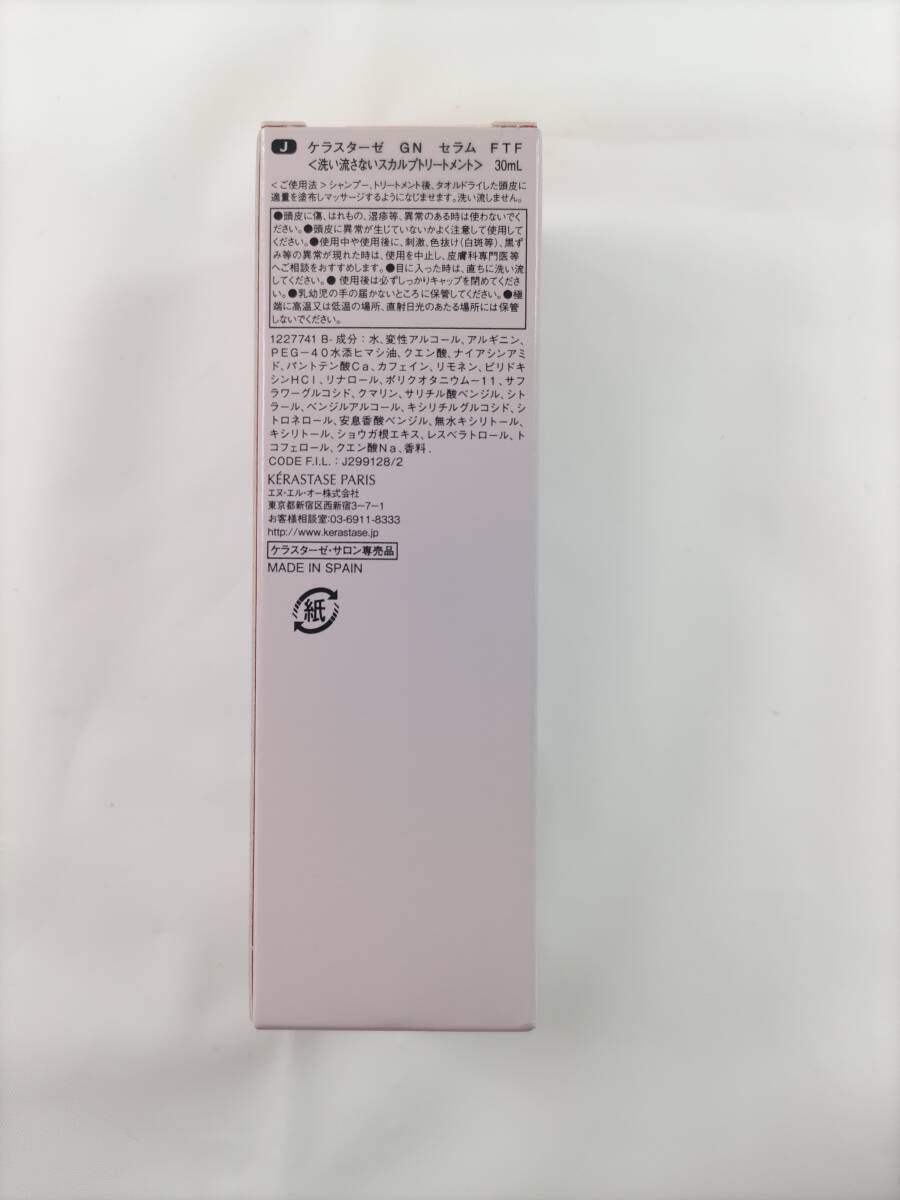 J ケラスターゼ GN セラム FTF
＜洗い流さないスカルプトリートメント＞ 30mL
＜ご使用法＞シャンプー、トリートメント後、タオルドライした頭皮に
適量を塗布しマッサージするようになじませます。洗い流しません。
●頭皮に傷、はれもの、湿疹等、異常のある時は使わないでく
ださい。●頭皮に異常が生じていないかよく注意して使用して
ください。●使用中や使用後に、刺激、色抜け(白斑等)、黒ず
み等の異常が現れた時は、使用を中止し、皮膚科専門医等
へご相談をおすすめします。●目に入った時は、直ちに洗い流
してください。● 使用後は必ずしっかりキャップを閉めてくださ
い。●乳幼児の手の届かないところに保管してください。●極
端に高温又は低温の場所、直射日光のあたる場所には保管
しないでください。
1227741 B- 成分：水、変性アルコール、アルギニン、
PEG－40水添ヒマシ油、クエン酸、ナイアシンアミ
ド、パントテン酸Ca、カフェイン、リモネン、ピリドキ
シンHCl、リナロール、ポリクオタニウム－11、サフ
ラワーグルコシド、クマリン、サリチル酸ベンジル、シト
ラール、ベンジルアルコール、キシリチルグルコシド、シ
トロネロール、安息香酸ベンジル、無水キシリトール、
キシリトール、ショウガ根エキス、レスベラトロール、ト
コフェロール、クエン酸Na、香料．
CODE F.I.L. : J299128/2
KÉRASTASE PARIS
エヌ・エル・オー株式会社
東京都新宿区西新宿3－7－1
お客様相談室:03-6911-8333
http://www.kerastase.jp
ケラスターゼ・サロン専売品
MADE IN SPAIN
紙